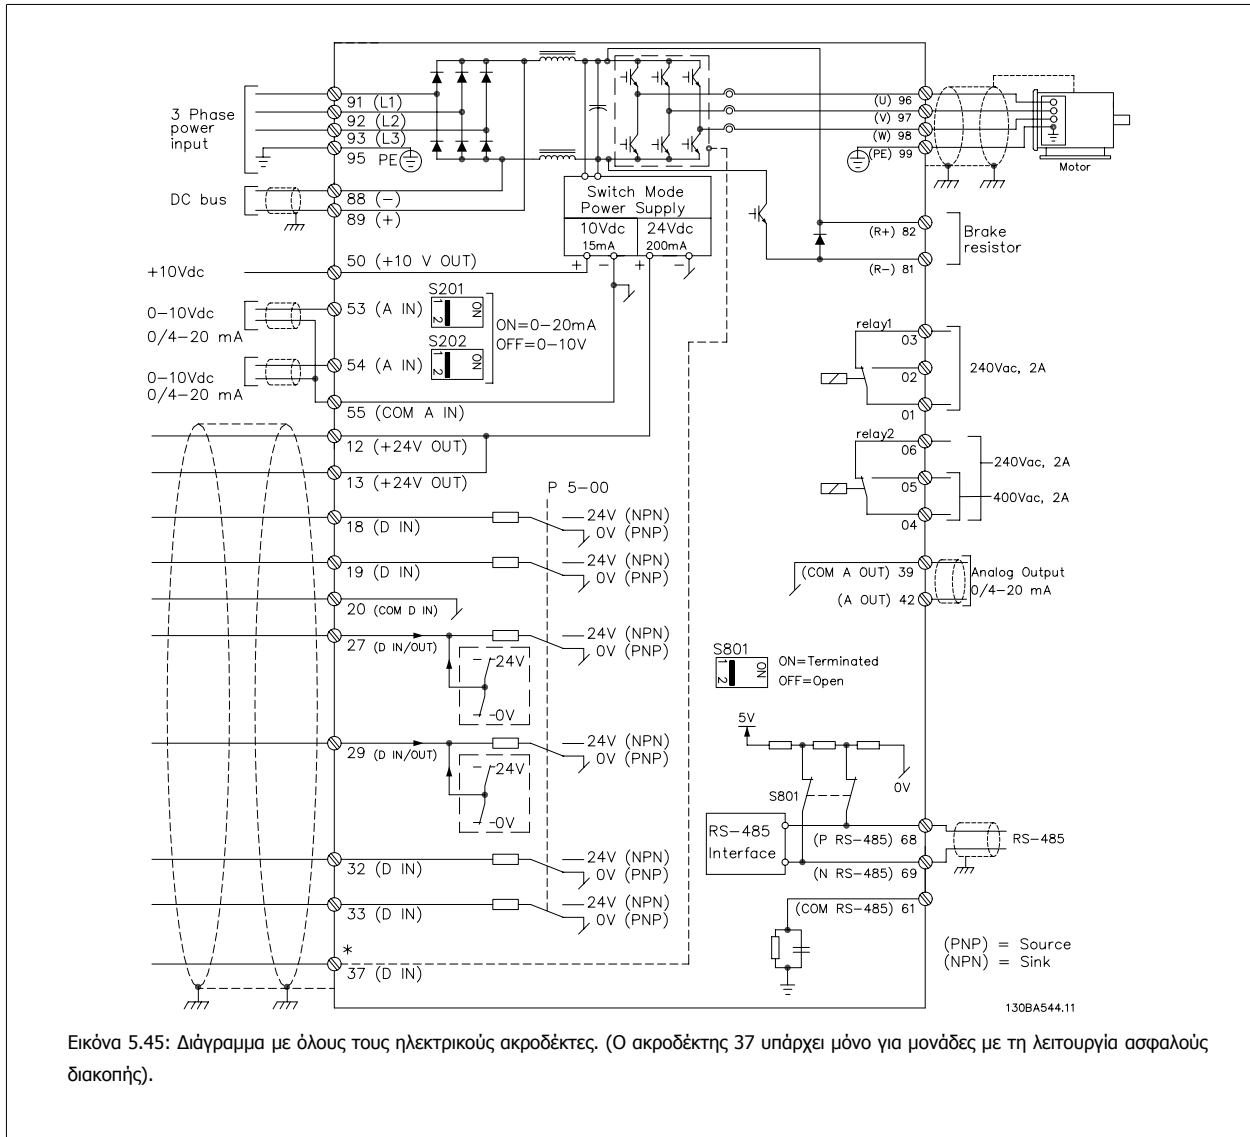 3 Phase
power
input
91 (L1)
92 (L2)
93 (L3)
95 PE
DC bus
88 (-)
89 (+)
+10Vdc
50 (+10 V OUT)
0-10Vdc
0/4-20 mA
53 (A IN)
S201
1 2
ON
ON=0-20mA
OFF=0-10V
S202
1 2
ON
0-10Vdc
0/4-20 mA
54 (A IN)
55 (COM A IN)
12 (+24V OUT)
13 (+24V OUT)
Switch Mode
Power Supply
10Vdc
15mA
24Vdc
200mA
+ - + -
(U) 96
(V) 97
(W) 98
(PE) 99
Motor
(R+) 82
(R-) 81
Brake
resistor
relay1
03
02
01
240Vac, 2A
relay2
06
05
04
240Vac, 2A
400Vac, 2A
P 5-00
18 (D IN)
24V (NPN)
0V (PNP)
19 (D IN)
24V (NPN)
0V (PNP)
20 (COM D IN)
27 (D IN/OUT)
24V (NPN)
0V (PNP)
24V
0V
29 (D IN/OUT)
24V (NPN)
0V (PNP)
24V
0V
32 (D IN)
24V (NPN)
0V (PNP)
33 (D IN)
24V (NPN)
0V (PNP)
*
37 (D IN)
(COM A OUT) 39
(A OUT) 42
Analog Output
0/4-20 mA
S801
1 2
ON
ON=Terminated
OFF=Open
5V
S801
0V
RS-485
Interface
(P RS-485) 68
(N RS-485) 69
RS-485
(COM RS-485) 61
(PNP) = Source
(NPN) = Sink
130BA544.11
Εικόνα 5.45: Διάγραμμα με όλους τους ηλεκτρικούς ακροδέκτες. (Ο ακροδέκτης 37 υπάρχει μόνο για μονάδες με τη λειτουργία ασφαλούς
διακοπής).